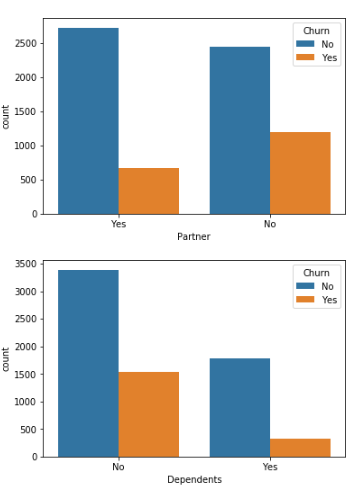 Churn
No
Yes
2500
2000
1500
1000
500
0
count
Yes No
Partner
Churn
No
Yes
3500
3000
2500
2000
1500
1000
500
0
count
No Yes
Dependents